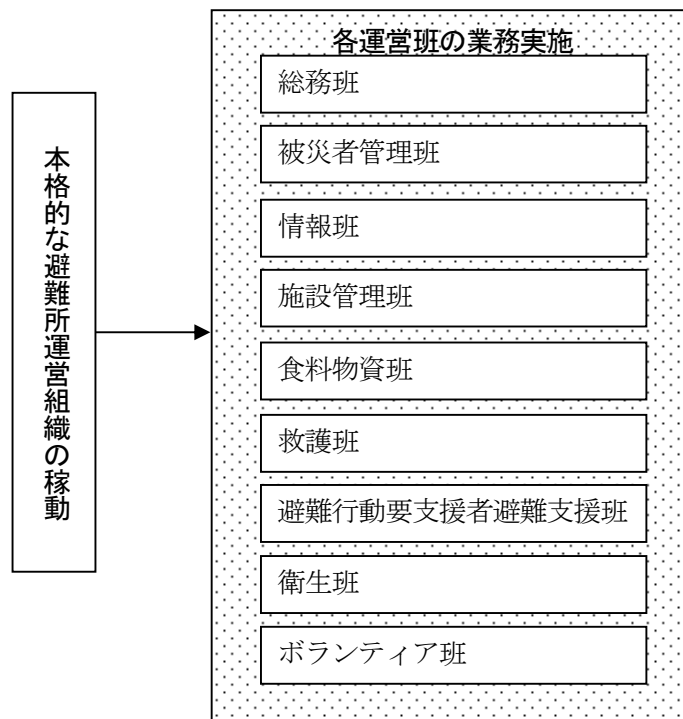 各運営班の業務実施
総務班
被災者管理班
本格的な避難所運営組織の稼動
情報班
施設管理班
食料物資班
救護班
避難行動要支援者避難支援班
衛生班
ボランティア班